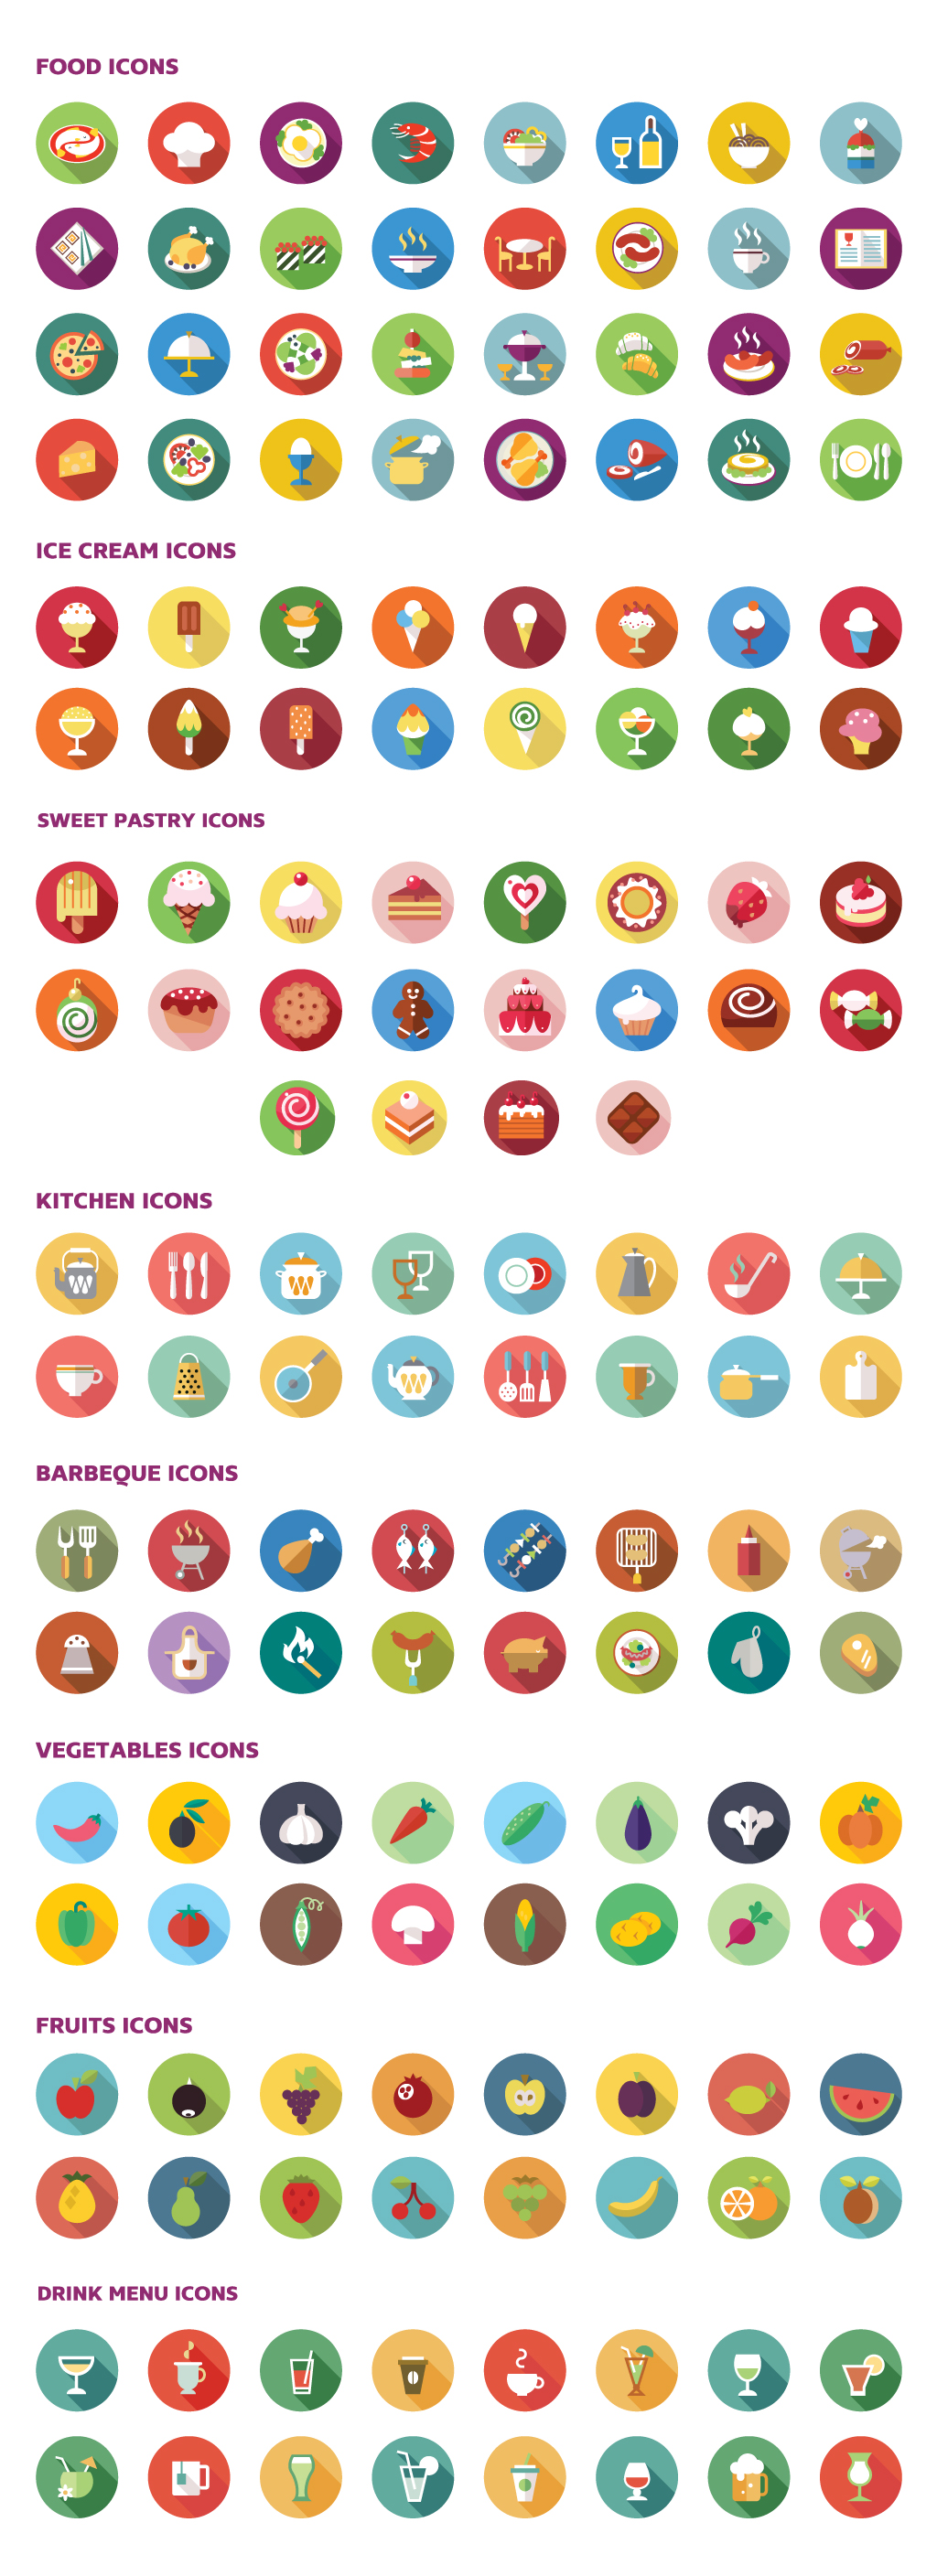 FOOD ICONS
ICE CREAM ICONS
SWEET PASTRY ICONS
KITCHEN ICONS
BARBEQUE ICONS
VEGETABLES ICONS
FRUITS ICONS
DRINK MENU ICONS